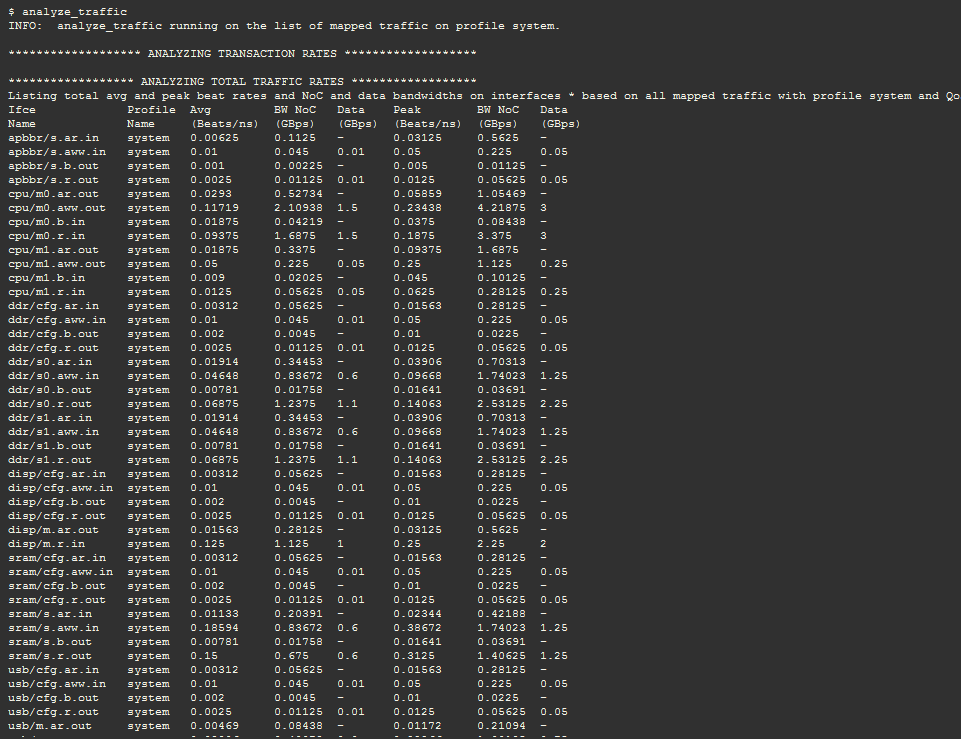 $ analyze_traffic
INFO:  analyze_traffic running on the list of mapped traffic on profile system.
******************* ANALYZING TRANSACTION RATES *******************
****************** ANALYZING TOTAL TRAFFIC RATES ******************
Listing total avg and peak beat rates and NoC and data bandwidths on interfaces * based on all mapped traffic with profile system and Qo
Ifce Profile Avg BW NoC Data Peak BW NoC Data
Name Name (Beats/ns) (GBps) (GBps) (Beats/ns) (GBps) (GBps)
apbbr/s.ar.in system 0.00625 0.1125 - 0.03125 0.5625 -
apbbr/s.aww.in system 0.01 0.045 0.01 0.05 0.225 0.05
apbbr/s.b.out system 0.001 0.00225 - 0.005 0.01125 -
apbbr/s.r.out system 0.0025 0.01125 0.01 0.0125 0.05625 0.05
cpu/m0.ar.out system 0.0293 0.52734 - 0.05859 1.05469 -
cpu/m0.aww.out system 0.11719 2.10938 1.5 0.23438 4.21875 3
cpu/m0.b.in system 0.01875 0.04219 - 0.0375 0.08438 -
cpu/m0.r.in system 0.09375 1.6875 1.5 0.1875 3.375 3
cpu/m1.ar.out system 0.01875 0.3375 - 0.09375 1.6875 -
cpu/m1.aww.out system 0.05 0.225 0.05 0.25 1.125 0.25
cpu/m1.b.in system 0.009 0.02025 - 0.045 0.10125 -
cpu/m1.r.in system 0.0125 0.05625 0.05 0.0625 0.28125 0.25
ddr/cfg.ar.in system 0.00312 0.05625 - 0.01563 0.28125 -
ddr/cfg.aww.in system 0.01 0.045 0.01 0.05 0.225 0.05
ddr/cfg.b.out system 0.002 0.0045 - 0.01 0.0225 -
ddr/cfg.r.out system 0.0025 0.01125 0.01 0.0125 0.05625 0.05
ddr/s0.ar.in system 0.01914 0.34453 - 0.03906 0.70313 -
ddr/s0.aww.in system 0.04648 0.83672 0.6 0.09668 1.74023 1.25
ddr/s0.b.out system 0.00781 0.01758 - 0.01641 0.03691 -
ddr/s0.r.out system 0.06875 1.2375 1.1 0.14063 2.53125 2.25
ddr/s1.ar.in system 0.01914 0.34453 - 0.03906 0.70313 -
ddr/s1.aww.in system 0.04648 0.83672 0.6 0.09668 1.74023 1.25
ddr/s1.b.out system 0.00781 0.01758 - 0.01641 0.03691 -
ddr/s1.r.out system 0.06875 1.2375 1.1 0.14063 2.53125 2.25
disp/cfg.ar.in system 0.00312 0.05625 - 0.01563 0.28125 -
disp/cfg.aww.in system 0.01 0.045 0.01 0.05 0.225 0.05
disp/cfg.b.out system 0.002 0.0045 - 0.01 0.0225 -
disp/cfg.r.out system 0.0025 0.01125 0.01 0.0125 0.05625 0.05
disp/m.ar.out system 0.01563 0.28125 - 0.03125 0.5625 -
disp/m.r.in system 0.125 1.125 1 0.25 2.25 2
sram/cfg.ar.in system 0.00312 0.05625 - 0.01563 0.28125 -
sram/cfg.aww.in system 0.01 0.045 0.01 0.05 0.225 0.05
sram/cfg.b.out system 0.002 0.0045 - 0.01 0.0225 -
sram/cfg.r.out system 0.0025 0.01125 0.01 0.0125 0.05625 0.05
sram/s.ar.in system 0.01133 0.20391 - 0.02344 0.42188 -
sram/s.aww.in system 0.18594 0.83672 0.6 0.38672 1.74023 1.25
sram/s.b.out system 0.00781 0.01758 - 0.01641 0.03691 -
sram/s.r.out system 0.15 0.675 0.6 0.3125 1.40625 1.25
usb/cfg.ar.in system 0.00312 0.05625 - 0.01563 0.28125 -
usb/cfg.aww.in system 0.01 0.045 0.01 0.05 0.225 0.05
usb/cfg.b.out system 0.002 0.0045 - 0.01 0.0225 -
usb/cfg.r.out system 0.0025 0.01125 0.01 0.0125 0.05625 0.05
usb/m.ar.out system 0.00469 0.08438 - 0.01172 0.21094 -